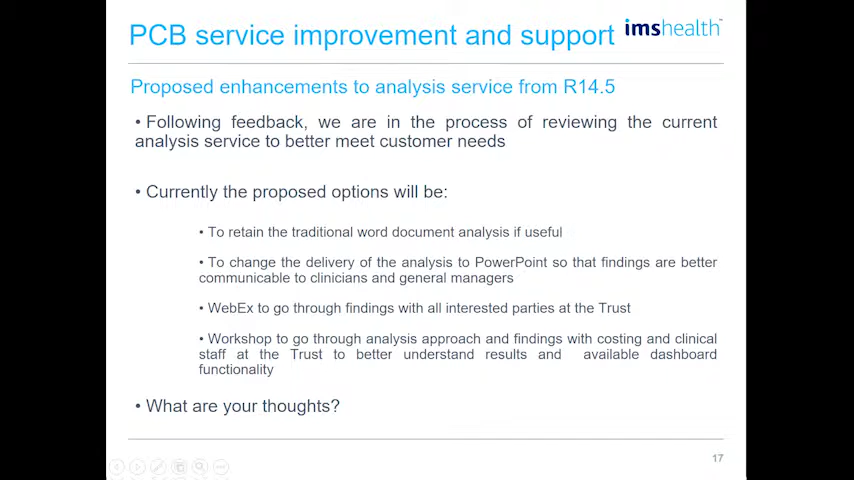 PCB service improvement and support
imshealth™
Proposed enhancements to analysis service from R14.5
• Following feedback, we are in the process of reviewing the current
analysis service to better meet customer needs
• Currently the proposed options will be:
• To retain the traditional word document analysis if useful
• To change the delivery of the analysis to PowerPoint so that findings are better
communicable to clinicians and general managers
• WebEx to go through findings with all interested parties at the Trust
• Workshop to go through analysis approach and findings with costing and clinical
staff at the Trust to better understand results and available dashboard
functionality
• What are your thoughts?
17